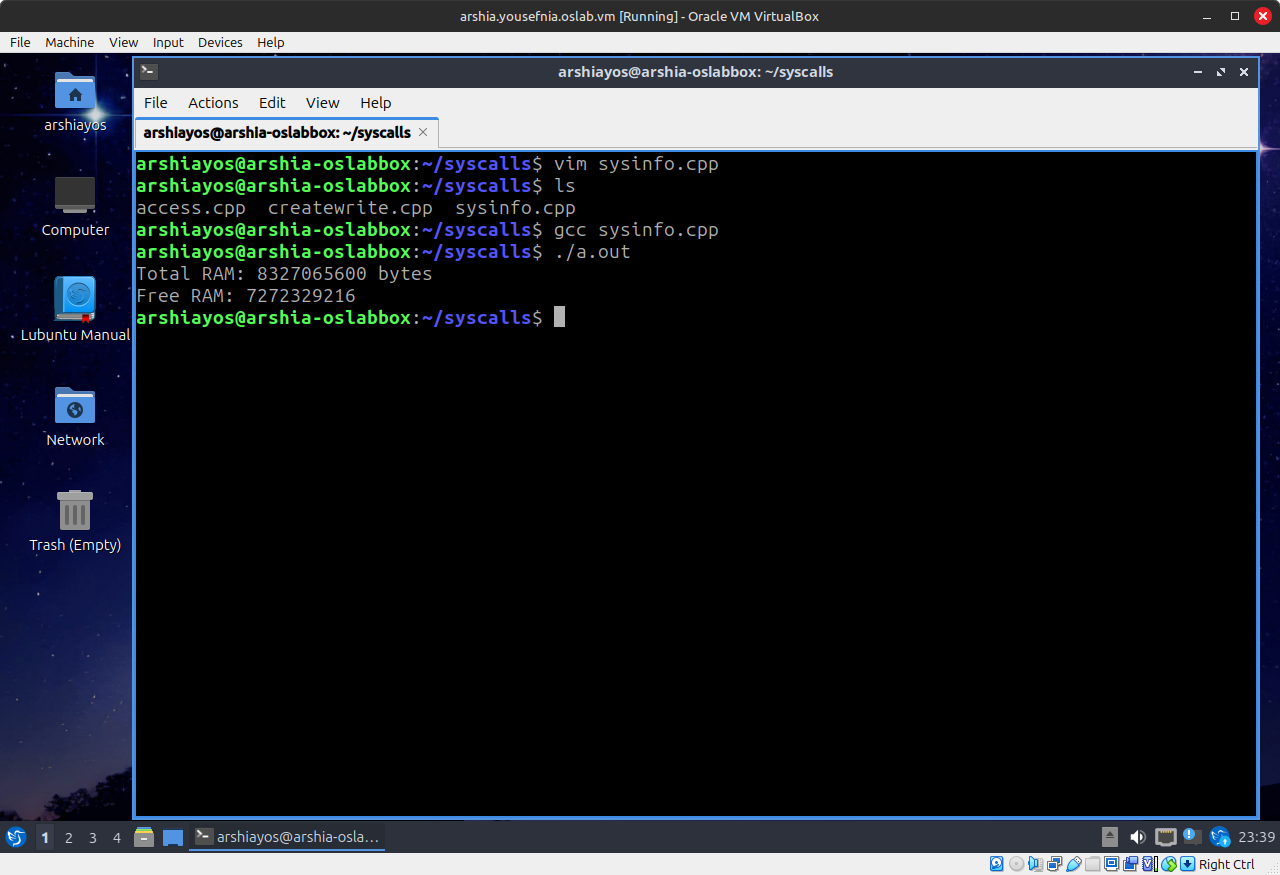 arshia.yousefnia.oslab.vm [Running] - Oracle VM VirtualBox
File Machine View Input Devices Help
arshiayos@arshia-oslabbox: ~/syscalls
File Actions Edit View Help
arshiayos@arshia-oslabbox: ~/syscalls
arshiayos
Computer
Lubuntu Manual
Network
Trash (Empty)
arshiayos@arshia-oslabbox:~/syscalls$ vim sysinfo.cpp
arshiayos@arshia-oslabbox:~/syscalls$ ls
access.cpp  createwrite.cpp  sysinfo.cpp
arshiayos@arshia-oslabbox:~/syscalls$ gcc sysinfo.cpp
arshiayos@arshia-oslabbox:~/syscalls$ ./a.out
Total RAM: 8327065600 bytes
Free RAM: 7272329216
arshiayos@arshia-oslabbox:~/syscalls$
1 2 3 4 arshiayos@arshia-osla... 23:39
Right Ctrl